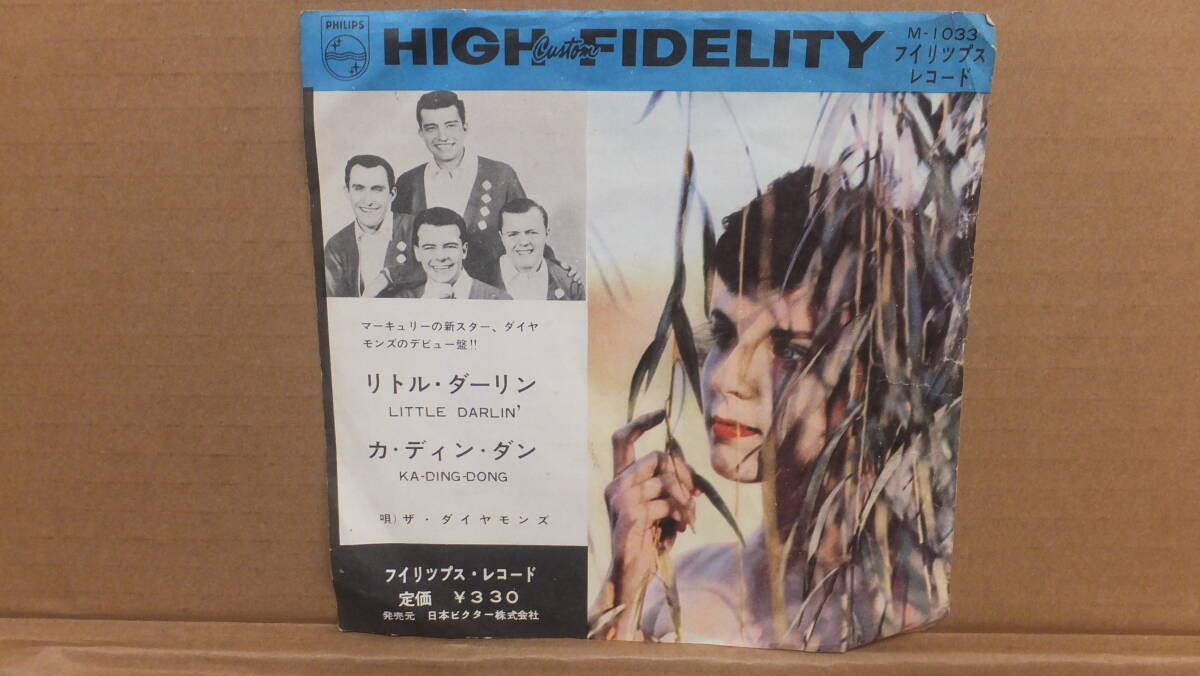 PHILIPS
HIGH Custom FIDELITY
M-1033
フイリツプス
レコード
マーキュリーの新スター、ダイヤ
モンズのデビュー盤!!
リトル・ダーリン
LITTLE DARLIN'
カ・ディン・ダン
KA-DING-DONG
唄)ザ・ダイヤモンズ
フイリツプス・レコード
定価 ￥330
発売元 日本ビクター株式会社